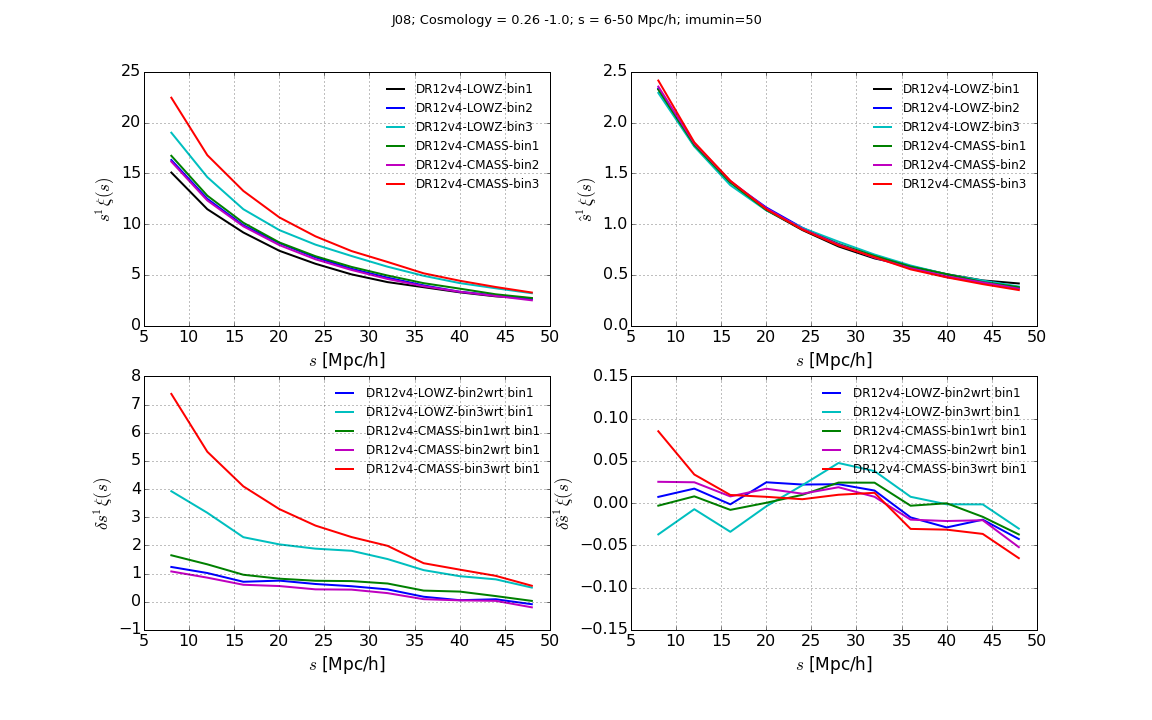 J08; Cosmology = 0.26 -1.0; s = 6-50 Mpc/h; imumin=50
25
20
15
10
5
0
5 10 15 20 25 30 35 40 45 50
s [Mpc/h]
s¹ ξ(s)
DR12v4-LOWZ-bin1
DR12v4-LOWZ-bin2
DR12v4-LOWZ-bin3
DR12v4-CMASS-bin1
DR12v4-CMASS-bin2
DR12v4-CMASS-bin3
2.5
2.0
1.5
1.0
0.5
0.0
5 10 15 20 25 30 35 40 45 50
s [Mpc/h]
ŝ¹ ξ(s)
DR12v4-LOWZ-bin1
DR12v4-LOWZ-bin2
DR12v4-LOWZ-bin3
DR12v4-CMASS-bin1
DR12v4-CMASS-bin2
DR12v4-CMASS-bin3
8
7
6
5
4
3
2
1
0
−1
5 10 15 20 25 30 35 40 45 50
s [Mpc/h]
δs¹ ξ(s)
DR12v4-LOWZ-bin2wrt bin1
DR12v4-LOWZ-bin3wrt bin1
DR12v4-CMASS-bin1wrt bin1
DR12v4-CMASS-bin2wrt bin1
DR12v4-CMASS-bin3wrt bin1
0.15
0.10
0.05
0.00
−0.05
−0.10
−0.15
5 10 15 20 25 30 35 40 45 50
s [Mpc/h]
δ̂s¹ ξ(s)
DR12v4-LOWZ-bin2wrt bin1
DR12v4-LOWZ-bin3wrt bin1
DR12v4-CMASS-bin1wrt bin1
DR12v4-CMASS-bin2wrt bin1
DR12v4-CMASS-bin3wrt bin1